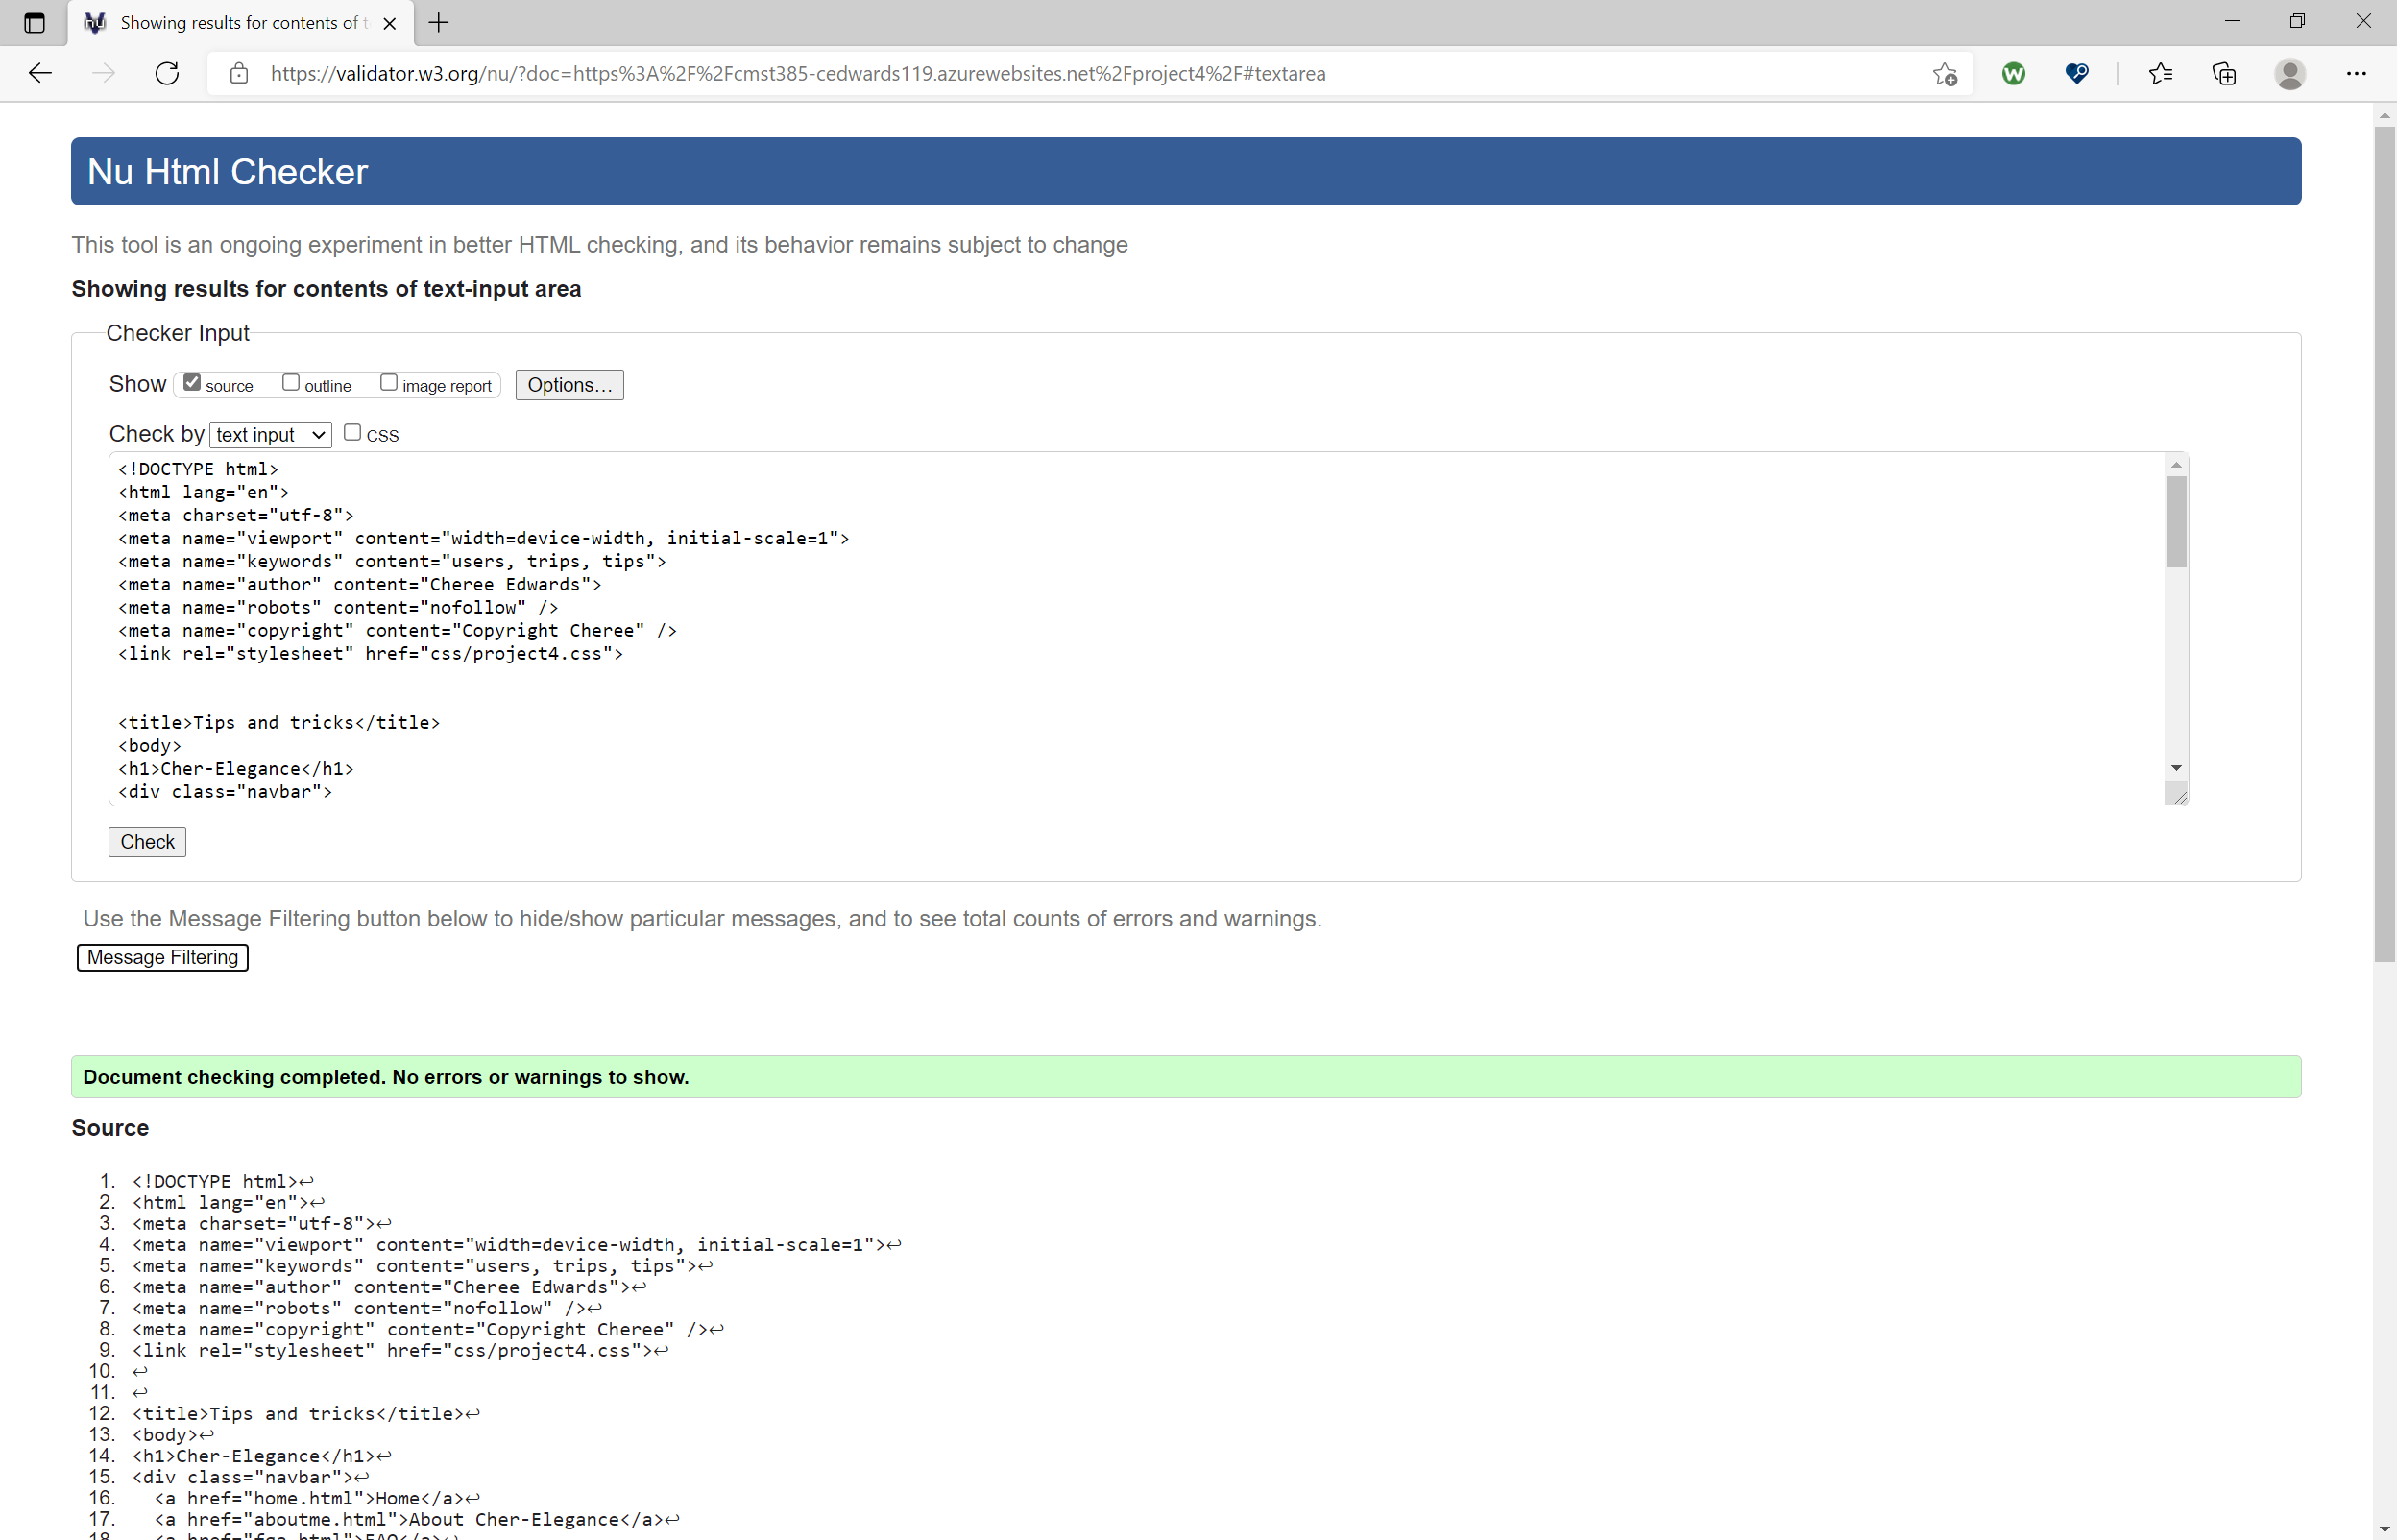 Showing results for contents of t
https://validator.w3.org/nu/?doc=https%3A%2F%2Fcmst385-cedwards119.azurewebsites.net%2Fproject4%2F#textarea
Nu Html Checker
This tool is an ongoing experiment in better HTML checking, and its behavior remains subject to change
Showing results for contents of text-input area
Checker Input
Show source outline image report Options...
Check by text input CSS
<!DOCTYPE html>
<html lang="en">
<meta charset="utf-8">
<meta name="viewport" content="width=device-width, initial-scale=1">
<meta name="keywords" content="users, trips, tips">
<meta name="author" content="Cheree Edwards">
<meta name="robots" content="nofollow" />
<meta name="copyright" content="Copyright Cheree" />
<link rel="stylesheet" href="css/project4.css">
<title>Tips and tricks</title>
<body>
<h1>Cher-Elegance</h1>
<div class="navbar">
Check
Use the Message Filtering button below to hide/show particular messages, and to see total counts of errors and warnings.
Message Filtering
Document checking completed. No errors or warnings to show.
Source
1. <!DOCTYPE html>↩
2. <html lang="en">↩
3. <meta charset="utf-8">↩
4. <meta name="viewport" content="width=device-width, initial-scale=1">↩
5. <meta name="keywords" content="users, trips, tips">↩
6. <meta name="author" content="Cheree Edwards">↩
7. <meta name="robots" content="nofollow" />↩
8. <meta name="copyright" content="Copyright Cheree" />↩
9. <link rel="stylesheet" href="css/project4.css">↩
10. ↩
11. ↩
12. <title>Tips and tricks</title>↩
13. <body>↩
14. <h1>Cher-Elegance</h1>↩
15. <div class="navbar">↩
16. <a href="home.html">Home</a>↩
17. <a href="aboutme.html">About Cher-Elegance</a>↩